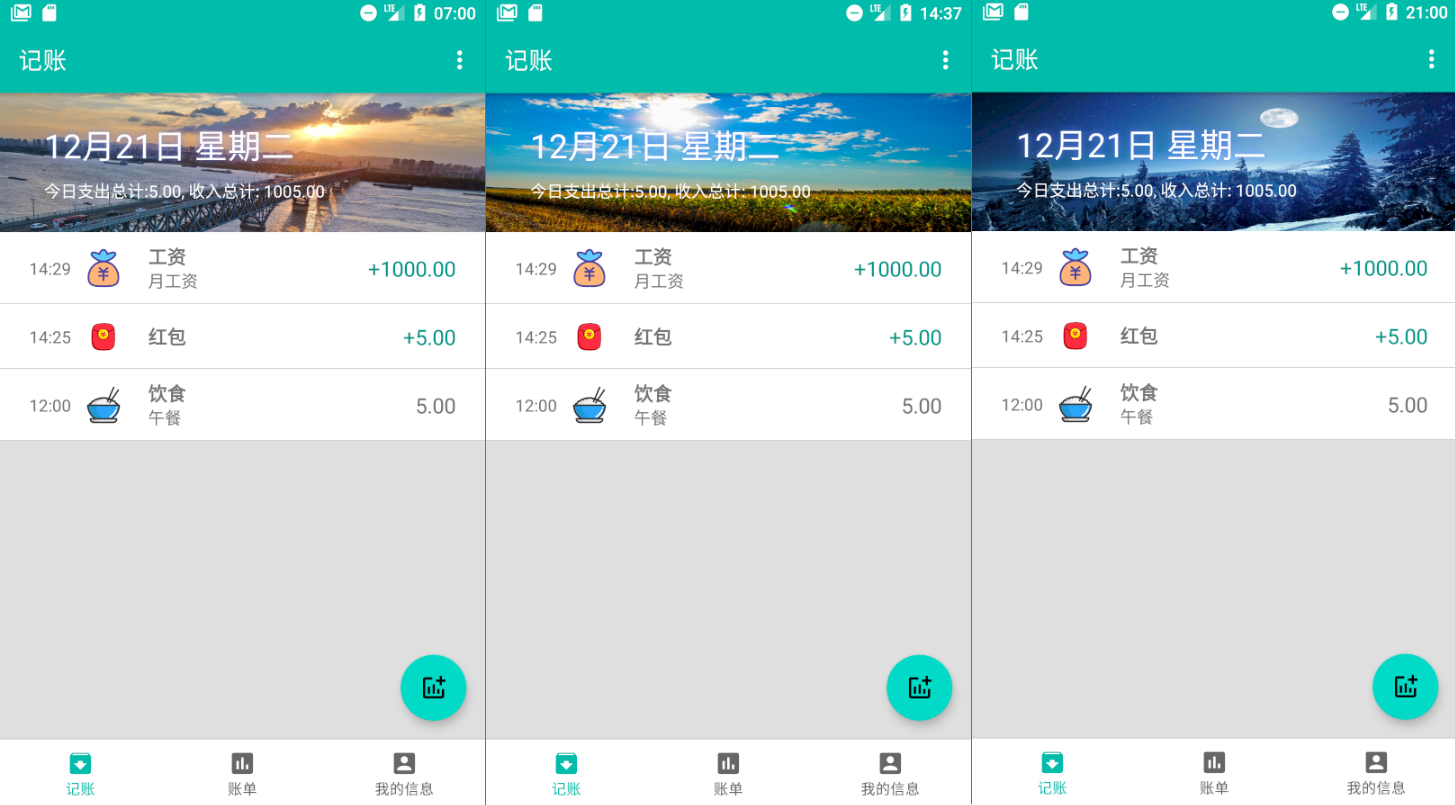 LTE 07:00
记账
12月21日 星期二
今日支出总计:5.00, 收入总计: 1005.00
14:29 工资 +1000.00
月工资
14:25 红包 +5.00
12:00 饮食 5.00
午餐
记账 账单 我的信息
LTE 14:37
记账
12月21日 星期二
今日支出总计:5.00, 收入总计: 1005.00
14:29 工资 +1000.00
月工资
14:25 红包 +5.00
12:00 饮食 5.00
午餐
记账 账单 我的信息
LTE 21:00
记账
12月21日 星期二
今日支出总计:5.00, 收入总计: 1005.00
14:29 工资 +1000.00
月工资
14:25 红包 +5.00
12:00 饮食 5.00
午餐
记账 账单 我的信息